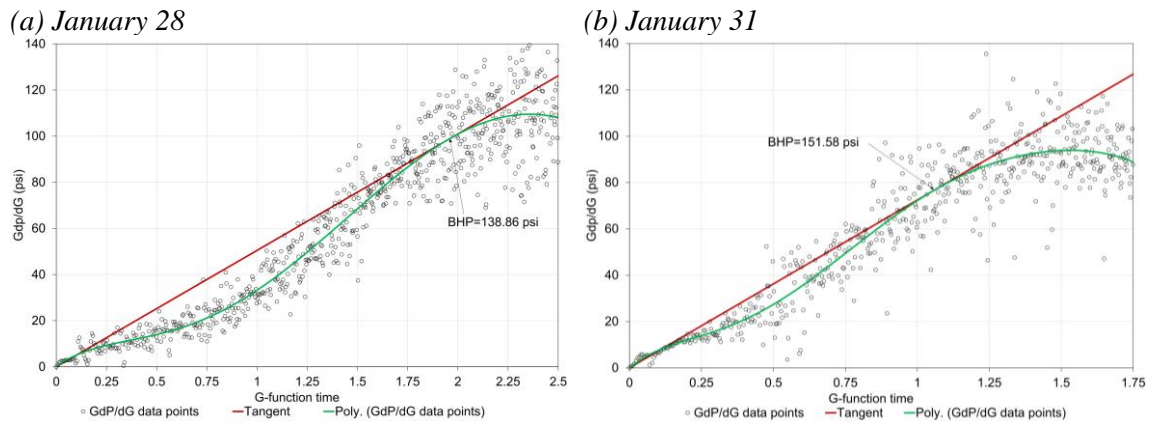 (a) January 28
140
120
100
80
60
40
20
0
GdP/dG (psi)
BHP=138.86 psi
0 0.25 0.5 0.75 1 1.25 1.5 1.75 2 2.25 2.5
G-function time
GdP/dG data points Tangent Poly. (GdP/dG data points)
(b) January 31
140
120
100
80
60
40
20
0
Gdp/dG (psi)
BHP=151.58 psi
0 0.25 0.5 0.75 1 1.25 1.5 1.75
G-function time
GdP/dG data points Tangent Poly. (GdP/dG data points)